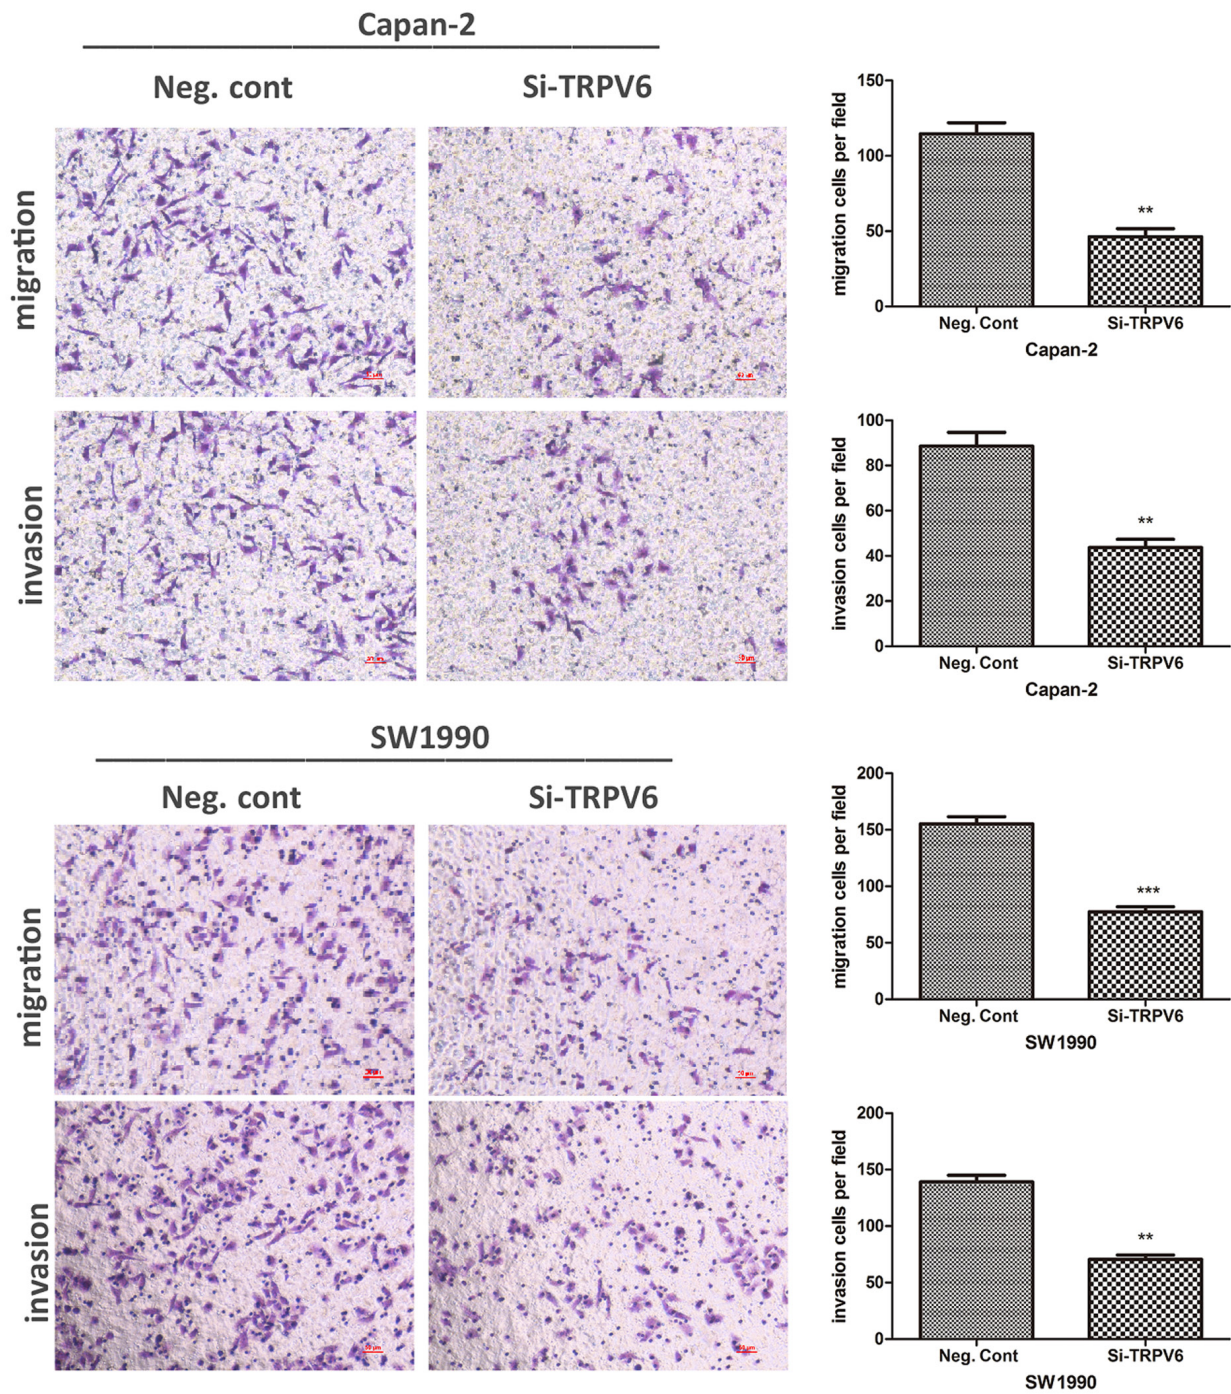 Capan-2
Neg. cont
Si-TRPV6
migration
invasion
migration cells per field
150
100
50
0
**
Neg. Cont
Si-TRPV6
Capan-2
invasion cells per field
100
80
60
40
20
0
**
Neg. Cont
Si-TRPV6
Capan-2
SW1990
Neg. cont
Si-TRPV6
migration
invasion
migration cells per field
200
150
100
50
0
***
Neg. Cont
Si-TRPV6
SW1990
invasion cells per field
200
150
100
50
0
**
Neg. Cont
Si-TRPV6
SW1990